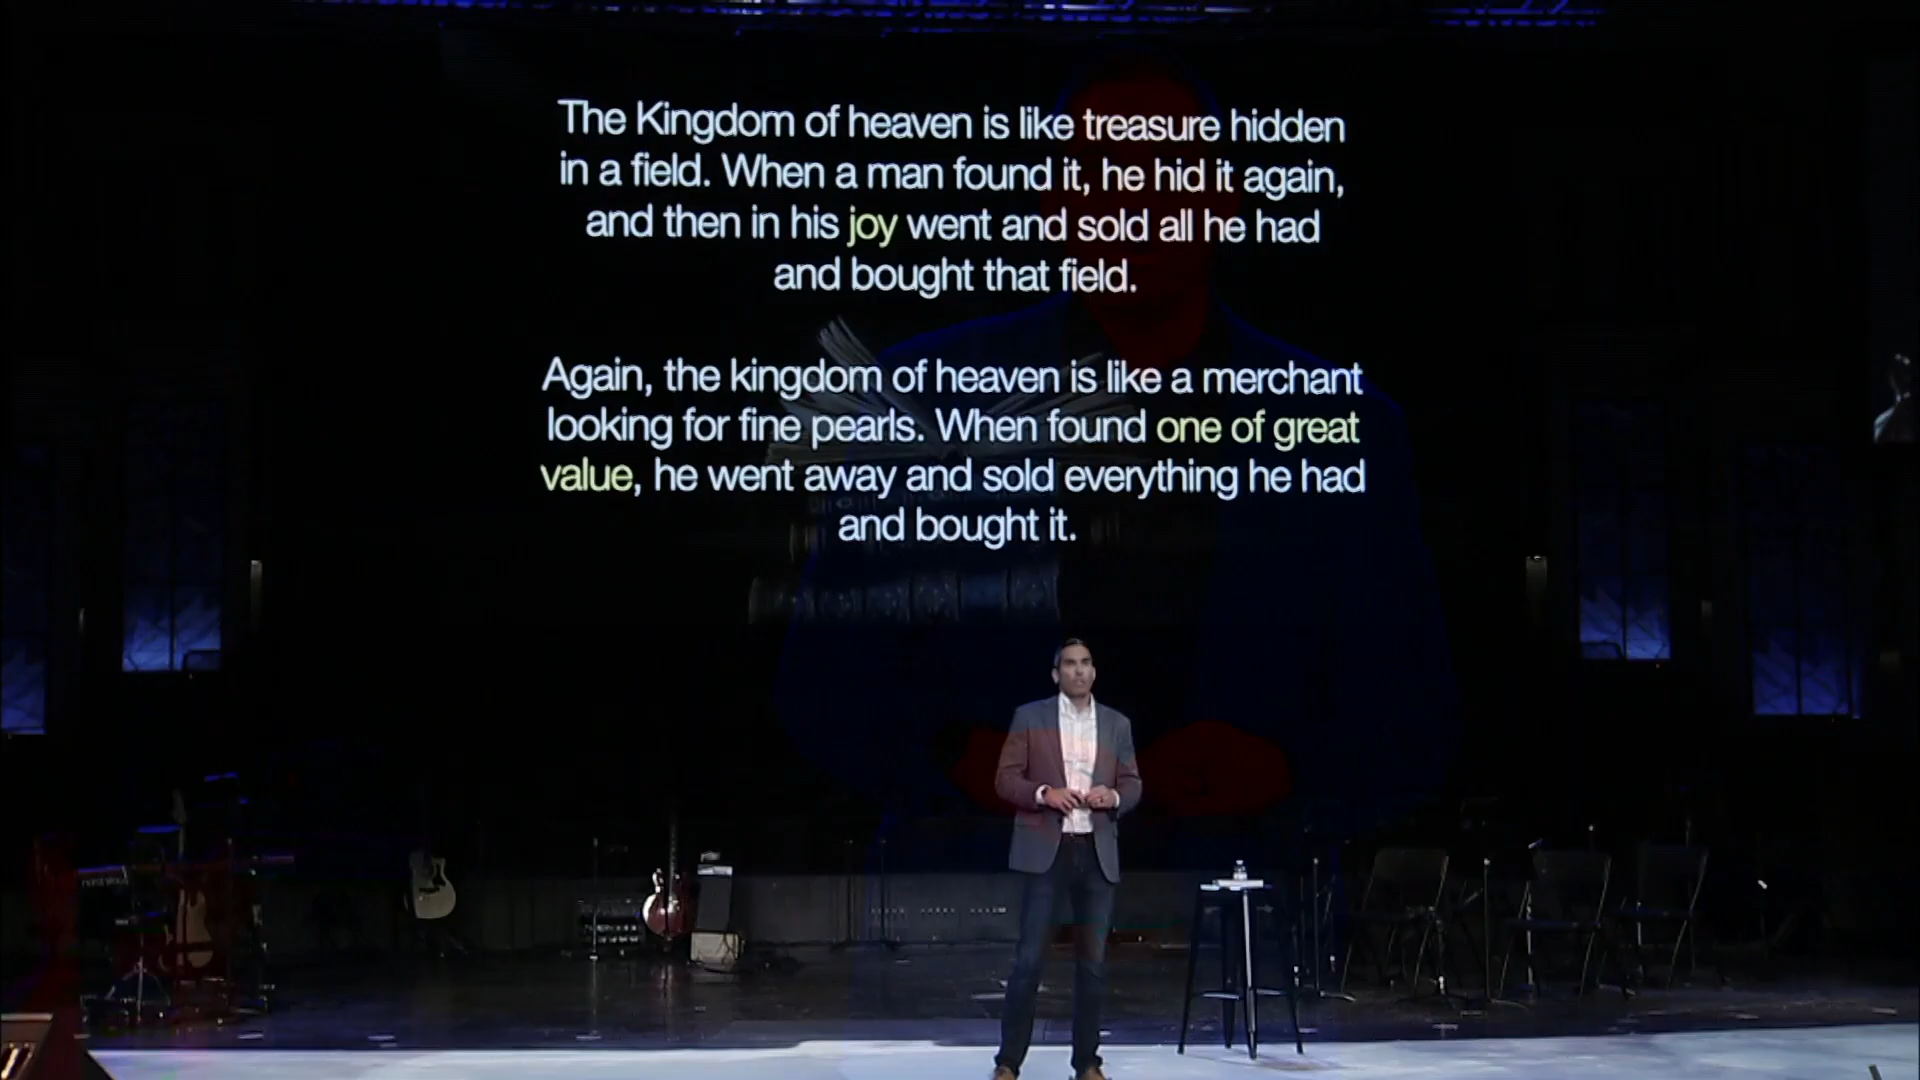 The Kingdom of heaven is like treasure hidden
in a field. When a man found it, he hid it again,
and then in his joy went and sold all he had
and bought that field.
Again, the kingdom of heaven is like a merchant
looking for fine pearls. When found one of great
value, he went away and sold everything he had
and bought it.